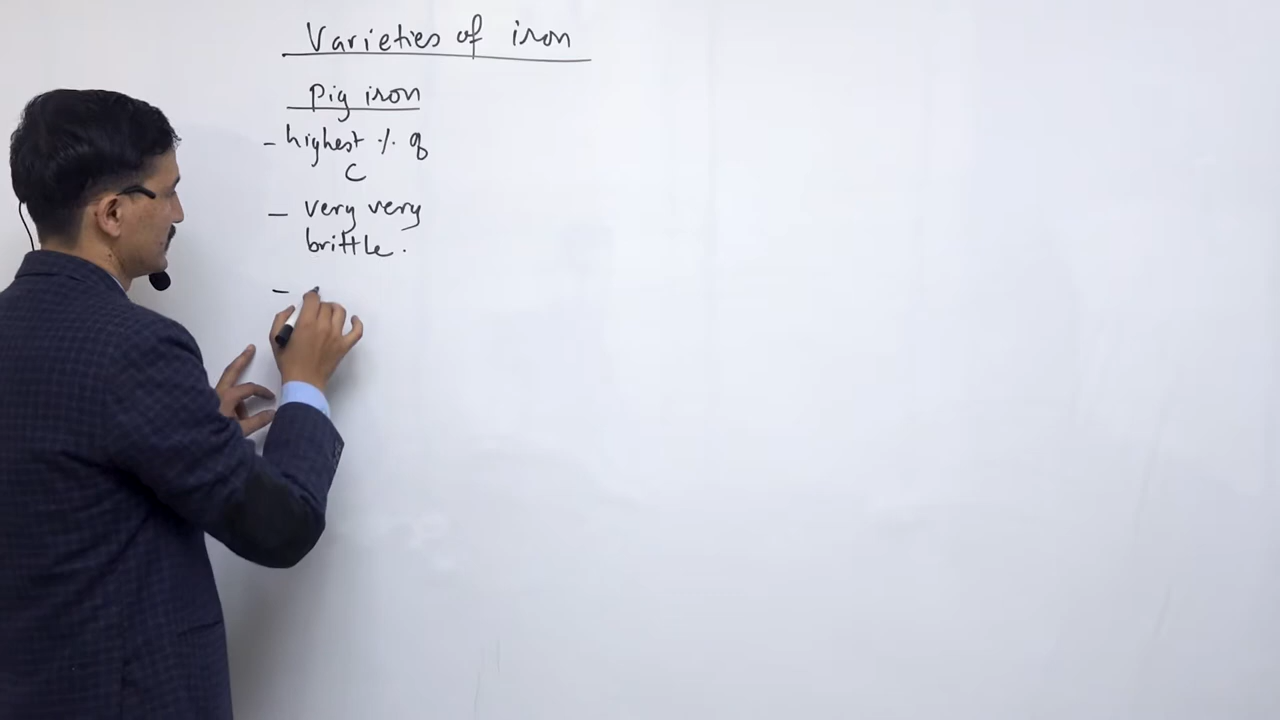 Varieties of iron
Pig iron
- highest % of
C
- very very
brittle.
-